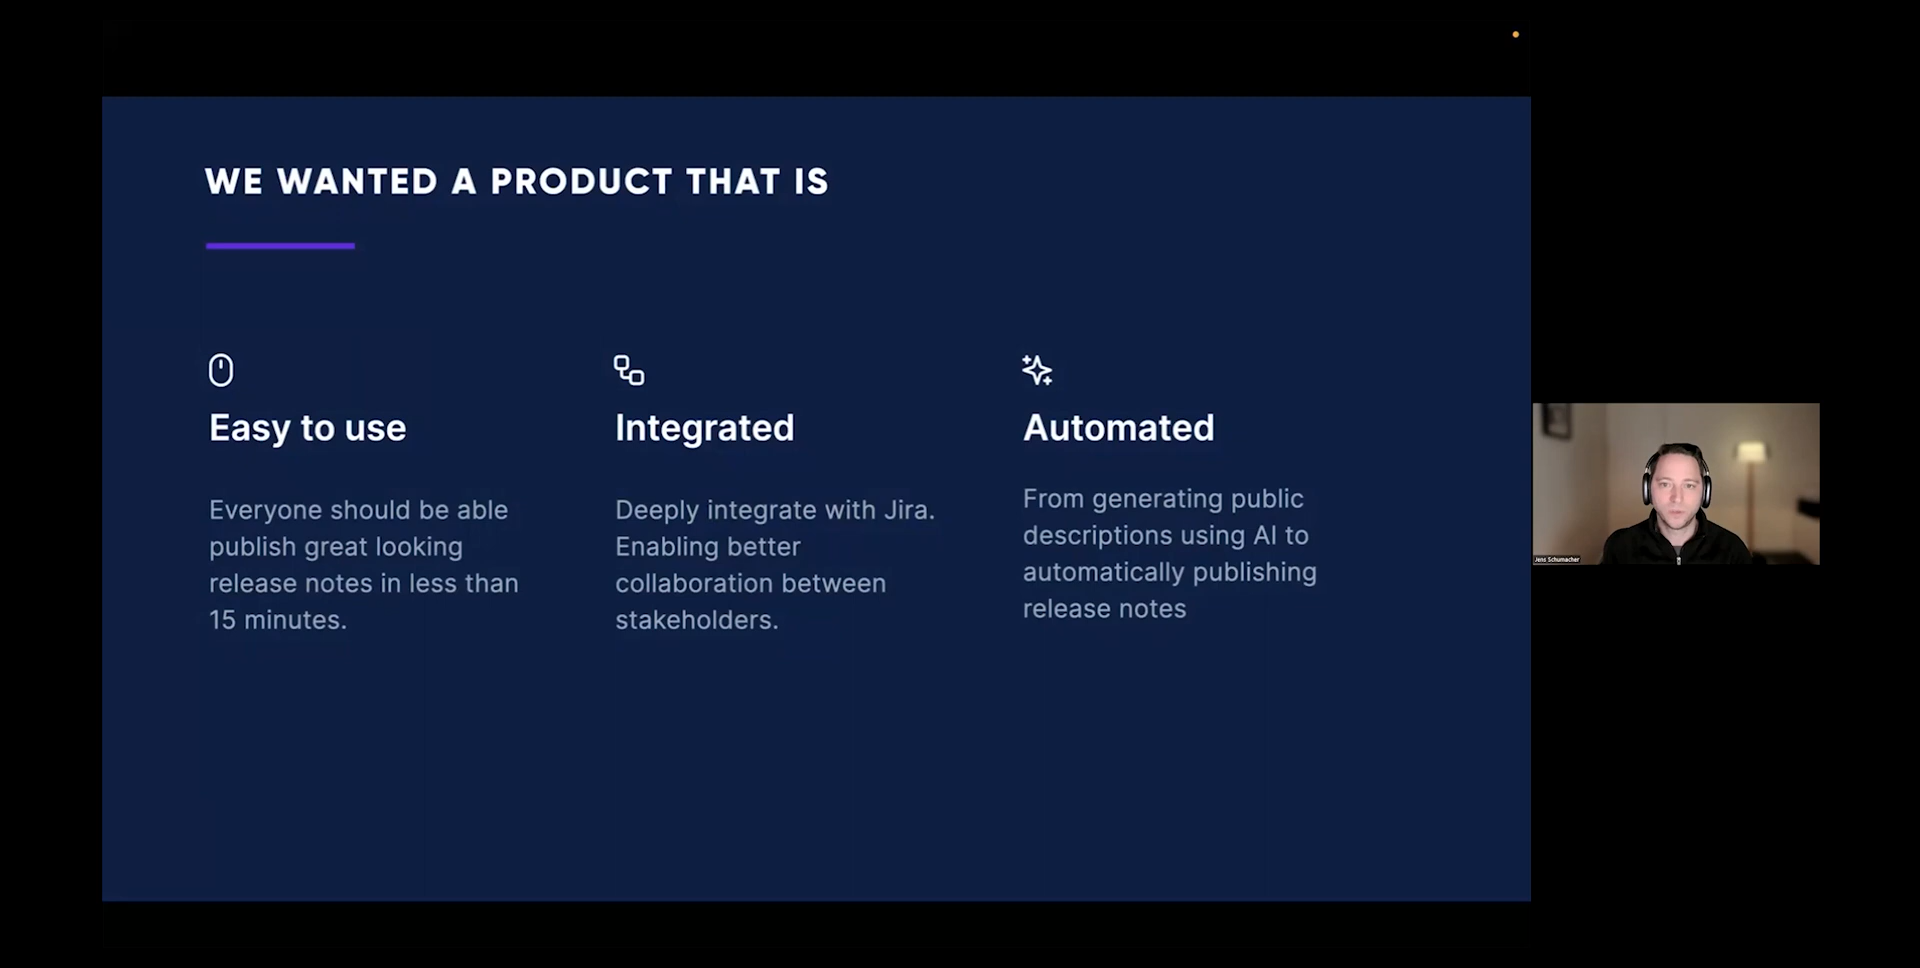 WE WANTED A PRODUCT THAT IS
Easy to use
Everyone should be able
publish great looking
release notes in less than
15 minutes.
Integrated
Deeply integrate with Jira.
Enabling better
collaboration between
stakeholders.
Automated
From generating public
descriptions using AI to
automatically publishing
release notes
Jens Schumacher